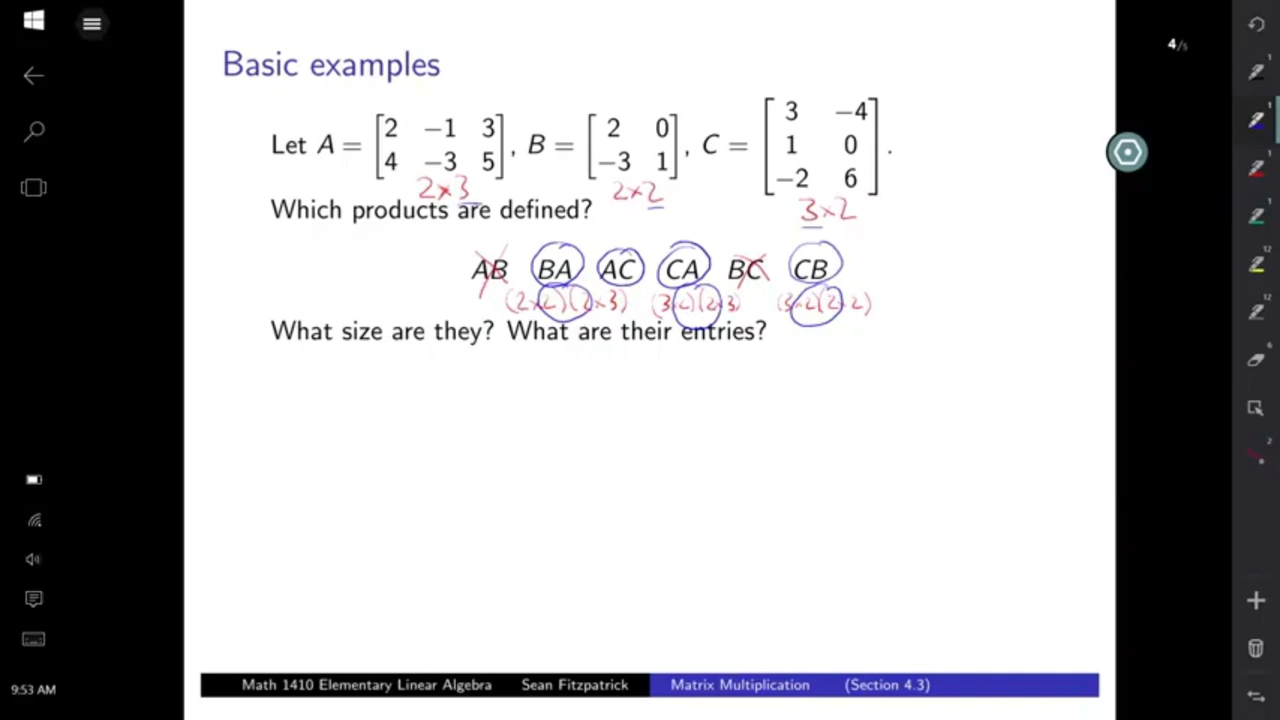 4/5
Basic examples
Let A = [2 −1 3; 4 −3 5], B = [2 0; −3 1], C = [3 −4; 1 0; −2 6].
2×3 2×2 3×2
Which products are defined?
AB BA AC CA BC CB
(2×2)(2×3) (3×2)(2×3) (3×2)(2×2)
What size are they? What are their entries?
9:53 AM
Math 1410 Elementary Linear Algebra Sean Fitzpatrick Matrix Multiplication (Section 4.3)